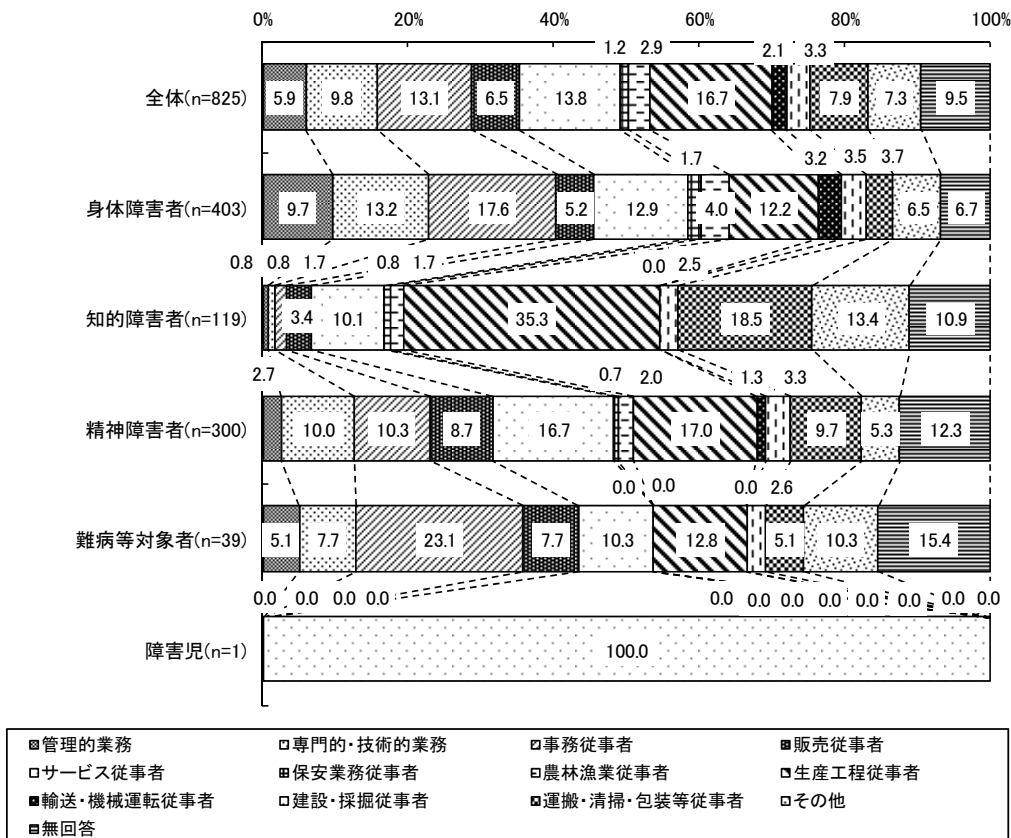 0% 20% 40% 60% 80% 100%
1.2 2.9 2.1 3.3
全体(n=825) 5.9 9.8 13.1 6.5 13.8 16.7 7.9 7.3 9.5
1.7 3.2 3.5 3.7
身体障害者(n=403) 9.7 13.2 17.6 5.2 12.9 4.0 12.2 6.5 6.7
0.8 0.8 1.7 0.8 1.7 0.0 2.5
知的障害者(n=119) 3.4 10.1 35.3 18.5 13.4 10.9
2.7 0.7 2.0 1.3 3.3
精神障害者(n=300) 10.0 10.3 8.7 16.7 17.0 9.7 5.3 12.3
0.0 0.0 0.0 2.6
難病等対象者(n=39) 5.1 7.7 23.1 7.7 10.3 12.8 5.1 10.3 15.4
0.0 0.0 0.0 0.0 0.0 0.0 0.0 0.0 0.0 0.0 0.0 0.0
障害児(n=1) 100.0
管理的業務 専門的・技術的業務 事務従事者 販売従事者
サービス従事者 保安業務従事者 農林漁業従事者 生産工程従事者
輸送・機械運転従事者 建設・採掘従事者 運搬・清掃・包装等従事者 その他
無回答